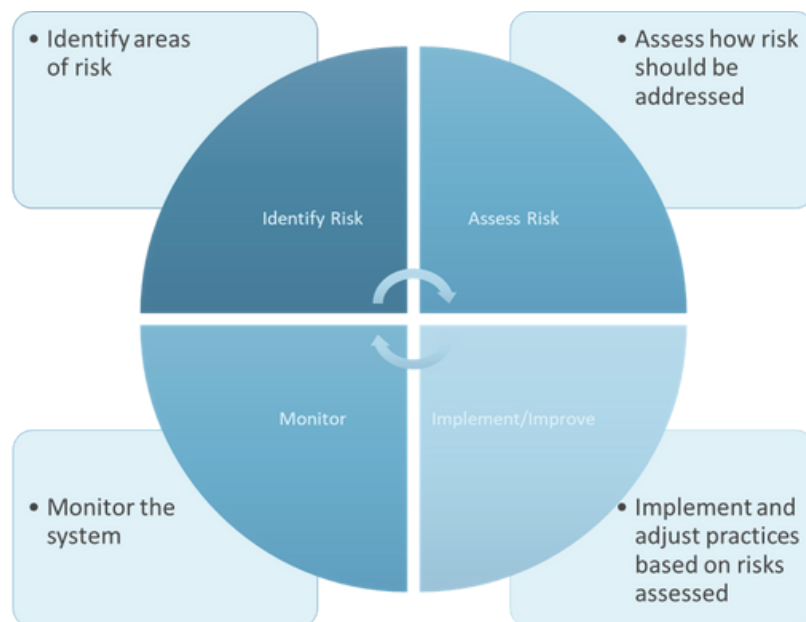 • Identify areas
of risk
• Assess how risk
should be
addressed
Identify Risk
Assess Risk
Monitor
Implement/Improve
• Monitor the
system
• Implement and
adjust practices
based on risks
assessed